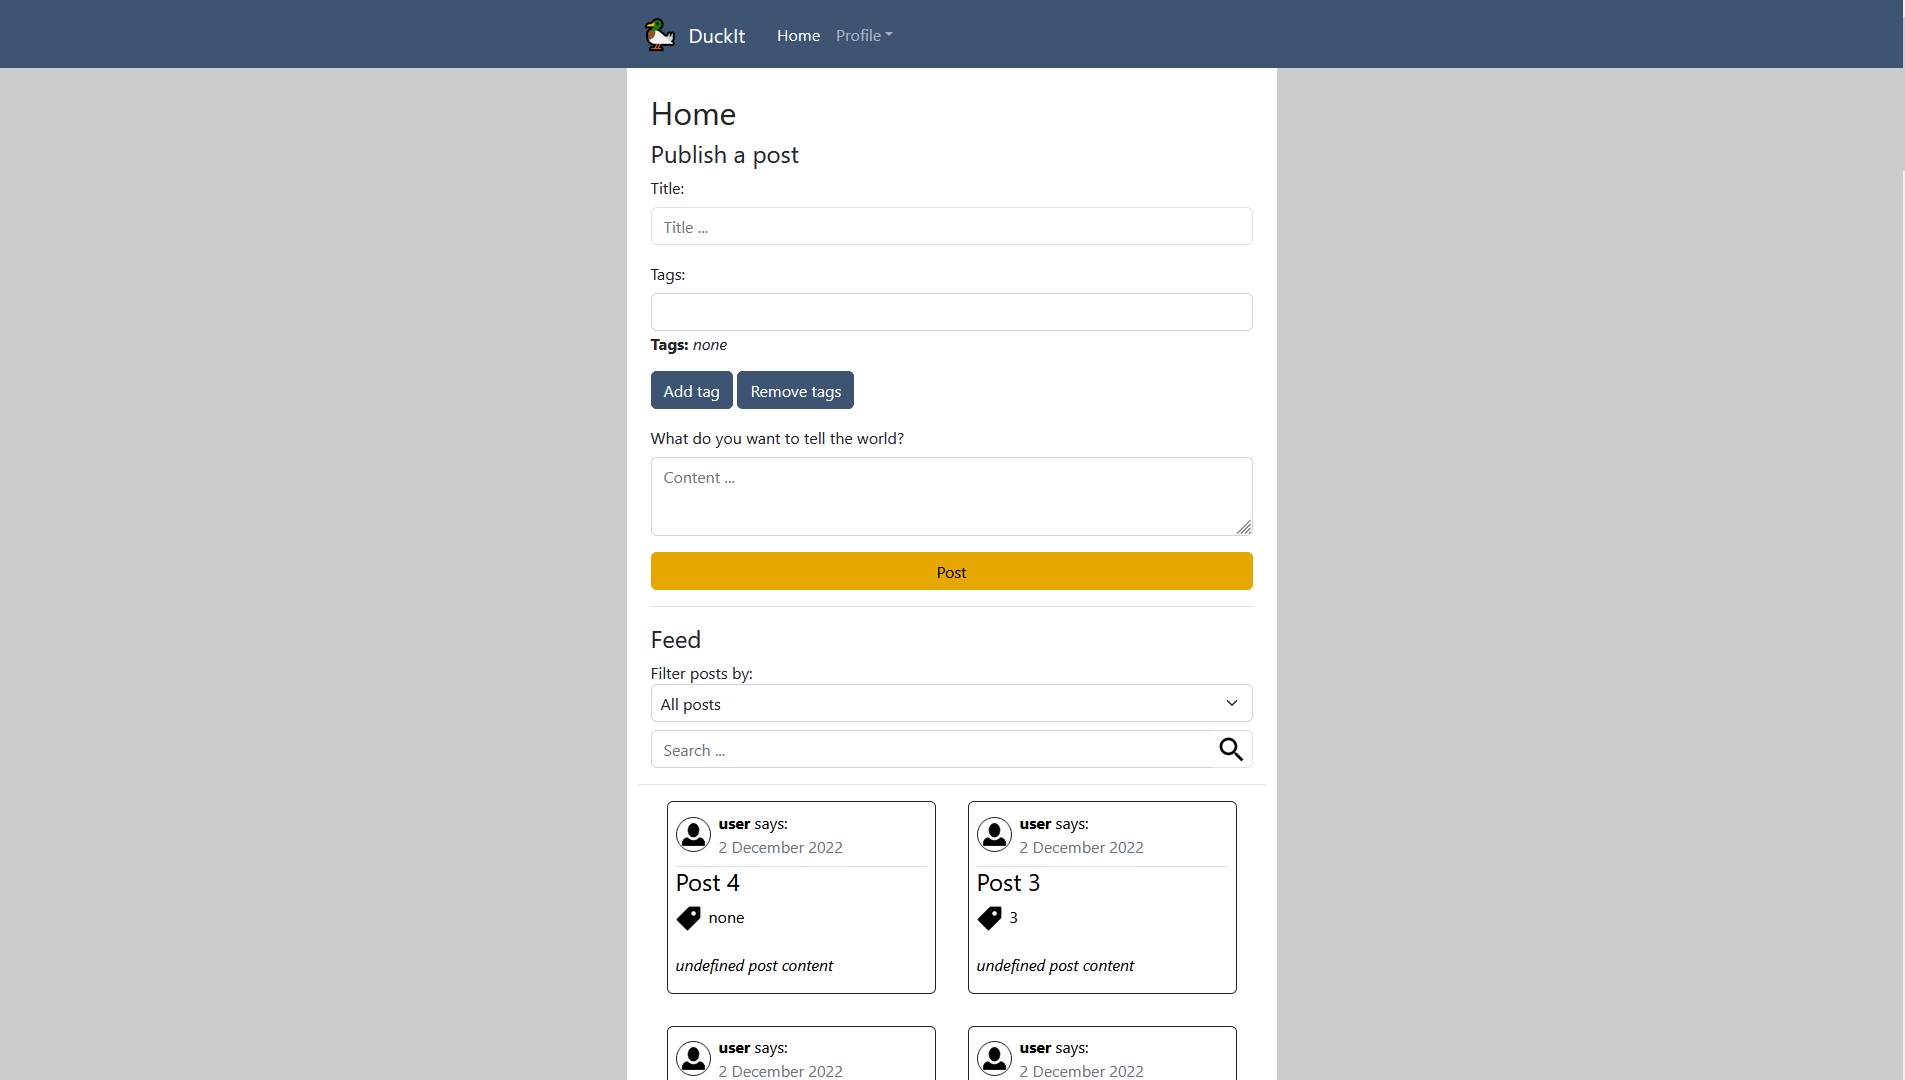 DuckIt Home Profile
Home
Publish a post
Title:
Title ...
Tags:
Tags: none
Add tag Remove tags
What do you want to tell the world?
Content ...
Post
Feed
Filter posts by:
All posts
Search ...
user says:
2 December 2022
Post 4
none
undefined post content
user says:
2 December 2022
Post 3
3
undefined post content
user says:
2 December 2022
user says:
2 December 2022